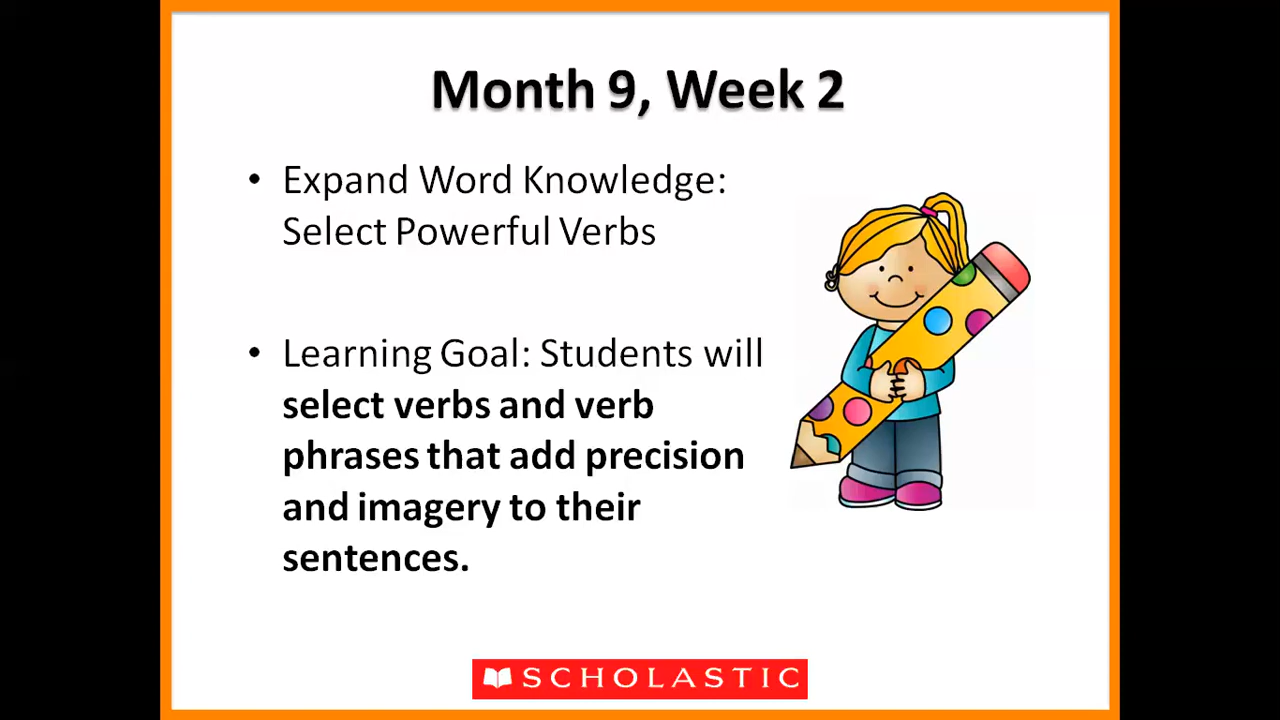 Month 9, Week 2
• Expand Word Knowledge:
Select Powerful Verbs
• Learning Goal: Students will
select verbs and verb
phrases that add precision
and imagery to their
sentences.
SCHOLASTIC